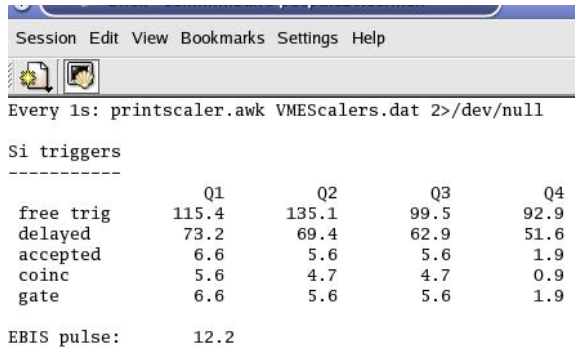 Session Edit View Bookmarks Settings Help
Every 1s: printscaler.awk VMEScalers.dat 2>/dev/null
Si triggers
-----------
Q1 Q2 Q3 Q4
free trig 115.4 135.1 99.5 92.9
delayed 73.2 69.4 62.9 51.6
accepted 6.6 5.6 5.6 1.9
coinc 5.6 4.7 4.7 0.9
gate 6.6 5.6 5.6 1.9
EBIS pulse: 12.2